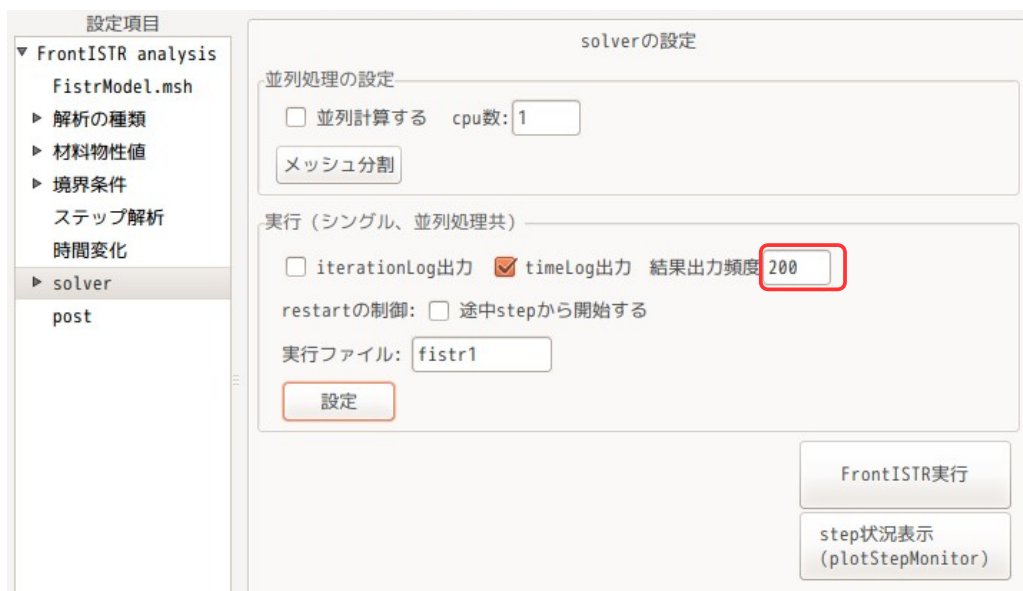 設定項目
▼ FrontISTR analysis
FistrModel.msh
▶ 解析の種類
▶ 材料物性値
▶ 境界条件
ステップ解析
時間変化
▶ solver
post
solverの設定
並列処理の設定
並列計算する cpu数: 1
メッシュ分割
実行（シングル、並列処理共）
iterationLog出力 timeLog出力 結果出力頻度 200
restartの制御: 途中stepから開始する
実行ファイル: fistr1
設定
FrontISTR実行
step状況表示
(plotStepMonitor)